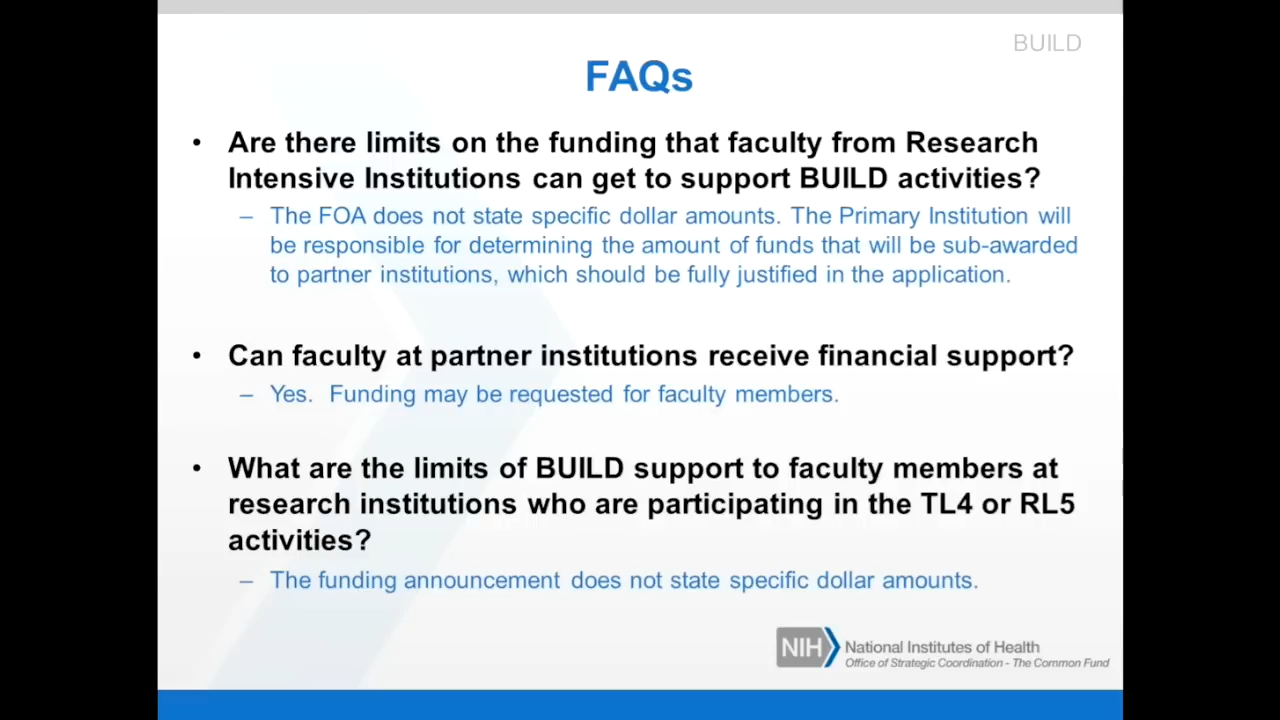 BUILD
FAQs
• Are there limits on the funding that faculty from Research
Intensive Institutions can get to support BUILD activities?
– The FOA does not state specific dollar amounts. The Primary Institution will
be responsible for determining the amount of funds that will be sub-awarded
to partner institutions, which should be fully justified in the application.
• Can faculty at partner institutions receive financial support?
– Yes. Funding may be requested for faculty members.
• What are the limits of BUILD support to faculty members at
research institutions who are participating in the TL4 or RL5
activities?
– The funding announcement does not state specific dollar amounts.
NIH National Institutes of Health
Office of Strategic Coordination - The Common Fund